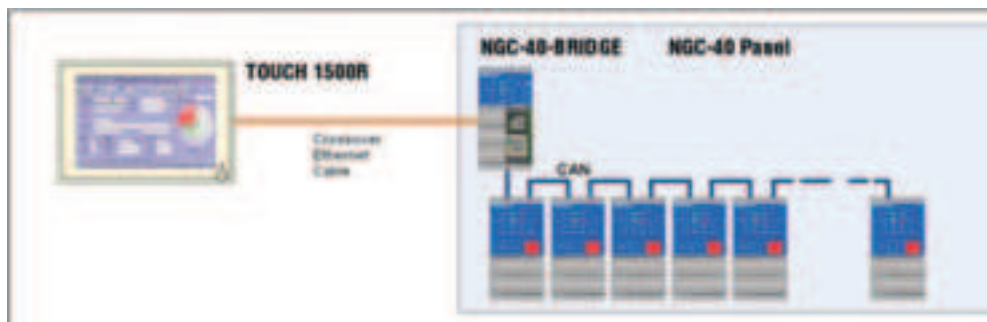 TOUCH 1500R
NGC-40-BRIDGE
NGC-40 Panel
Crossover
Ethernet
Cable
CAN